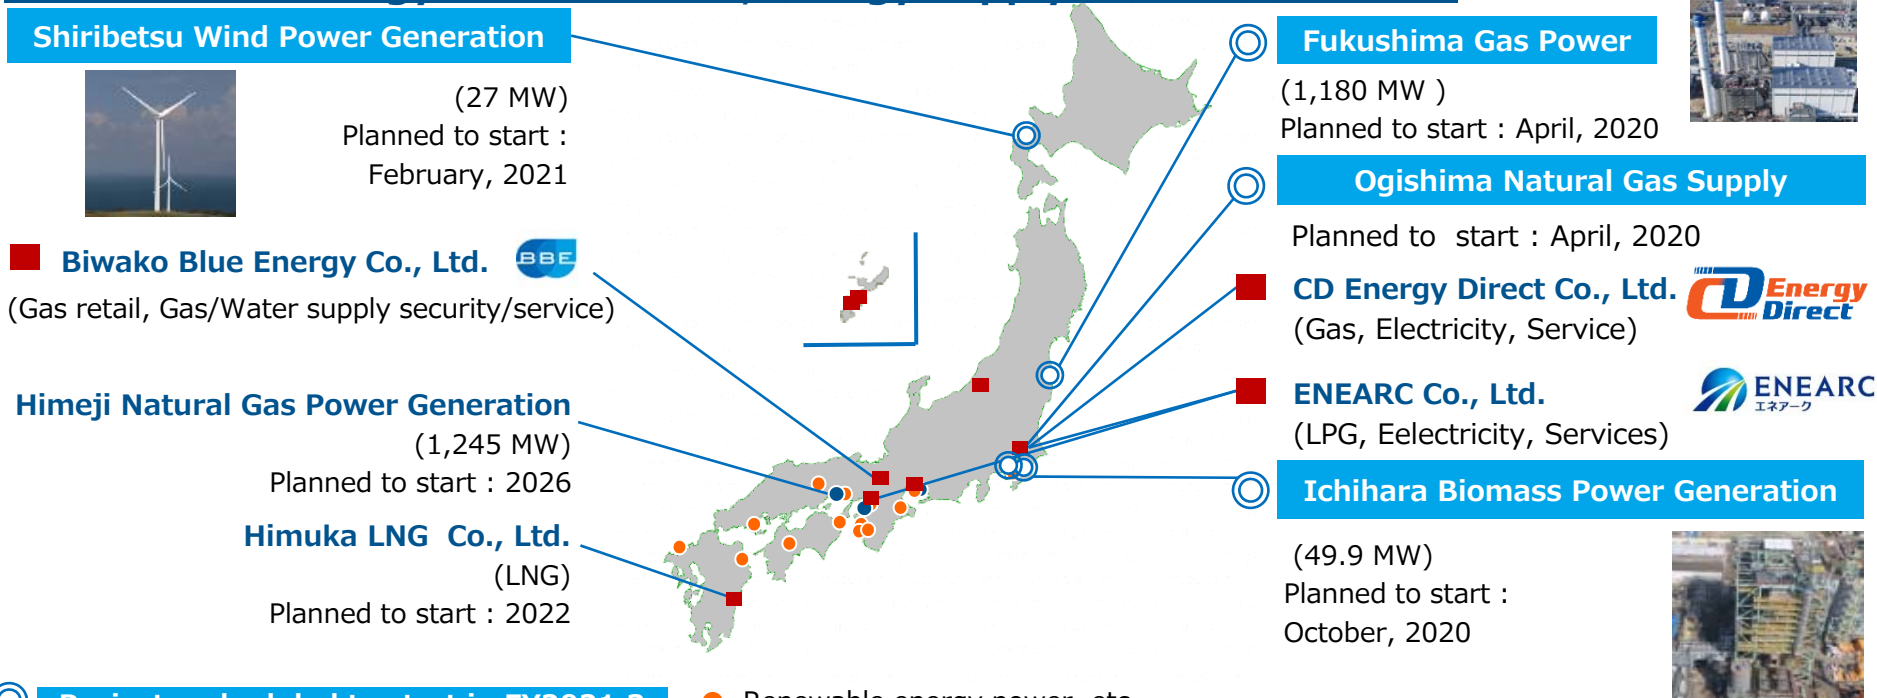 Shiribetsu Wind Power Generation
(27 MW)
Planned to start :
February, 2021
Biwako Blue Energy Co., Ltd.
BBE
(Gas retail, Gas/Water supply security/service)
Himeji Natural Gas Power Generation
(1,245 MW)
Planned to start : 2026
Himuka LNG Co., Ltd.
(LNG)
Planned to start : 2022
Fukushima Gas Power
(1,180 MW )
Planned to start : April, 2020
Ogishima Natural Gas Supply
Planned to start : April, 2020
CD Energy Direct Co., Ltd.
CD Energy
Direct
(Gas, Electricity, Service)
ENEARC Co., Ltd.
ENEARC
エネアーク
(LPG, Eelectricity, Services)
Ichihara Biomass Power Generation
(49.9 MW)
Planned to start :
October, 2020
Renewable energy power, etc